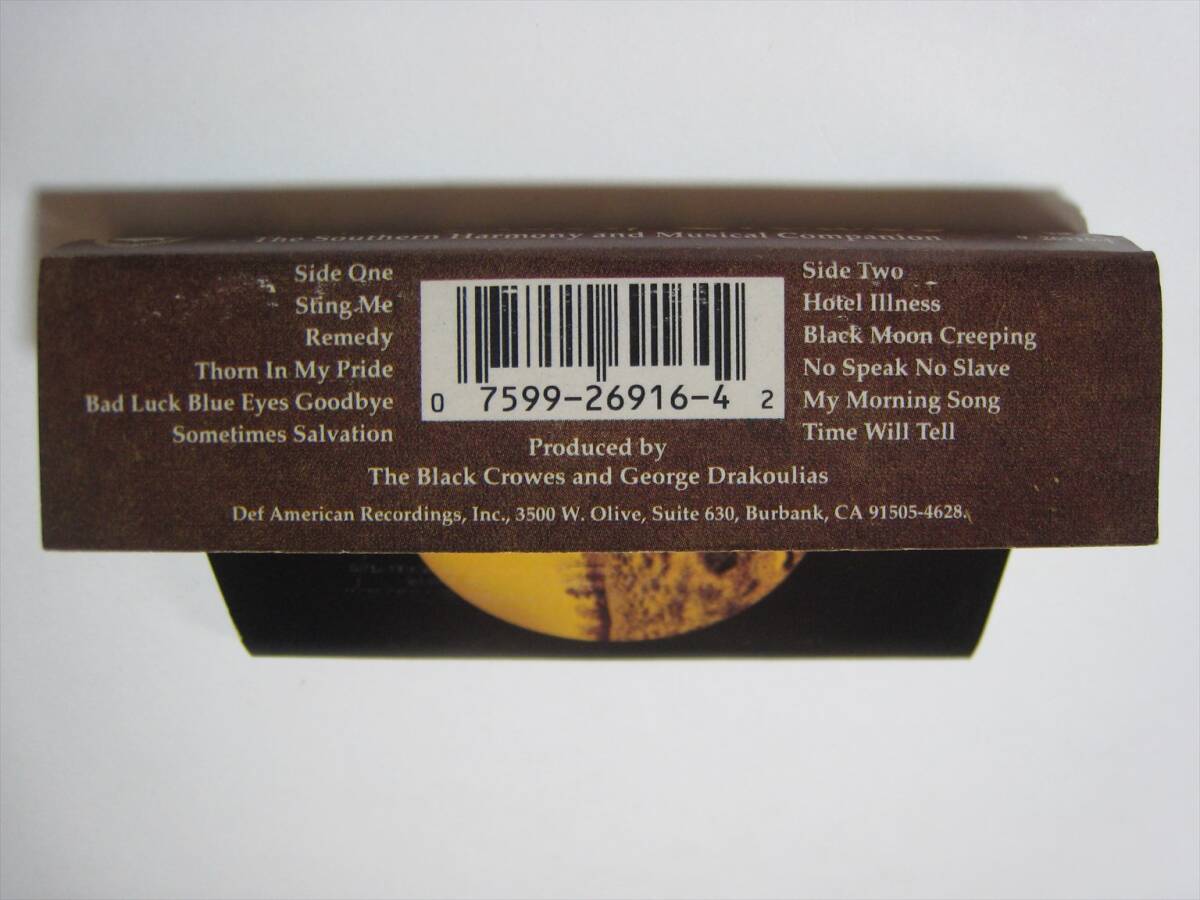 The Southern Harmony and Musical Companion
Side One
Sting Me
Remedy
Thorn In My Pride
Bad Luck Blue Eyes Goodbye
Sometimes Salvation
0 7599-26916-4 2
Produced by
The Black Crowes and George Drakoulias
Def American Recordings, Inc., 3500 W. Olive, Suite 630, Burbank, CA 91505-4628.
Side Two
Hotel Illness
Black Moon Creeping
No Speak No Slave
My Morning Song
Time Will Tell